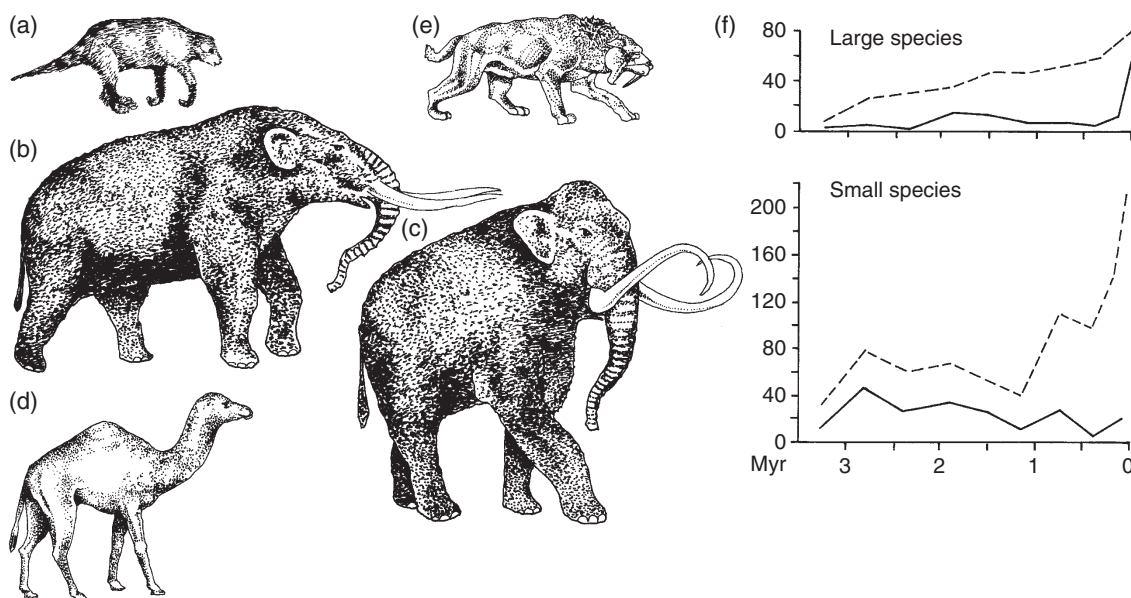 (a)
(e)
(f)
80
Large species
40
0
(b)
(c)
Small species
200
160
120
80
40
0
(d)
Myr 3 2 1 0